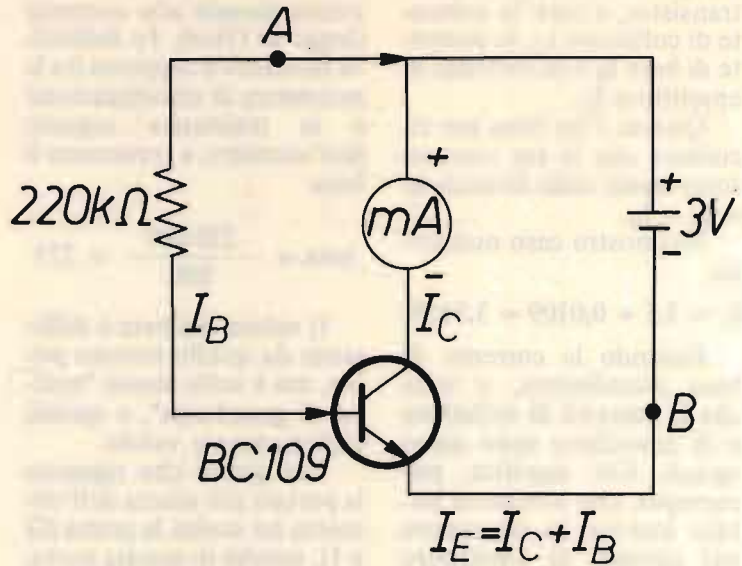 A
220kΩ
+
mA
-
+
3V
-
I_B
I_C
B
BC109
I_E=I_C+I_B